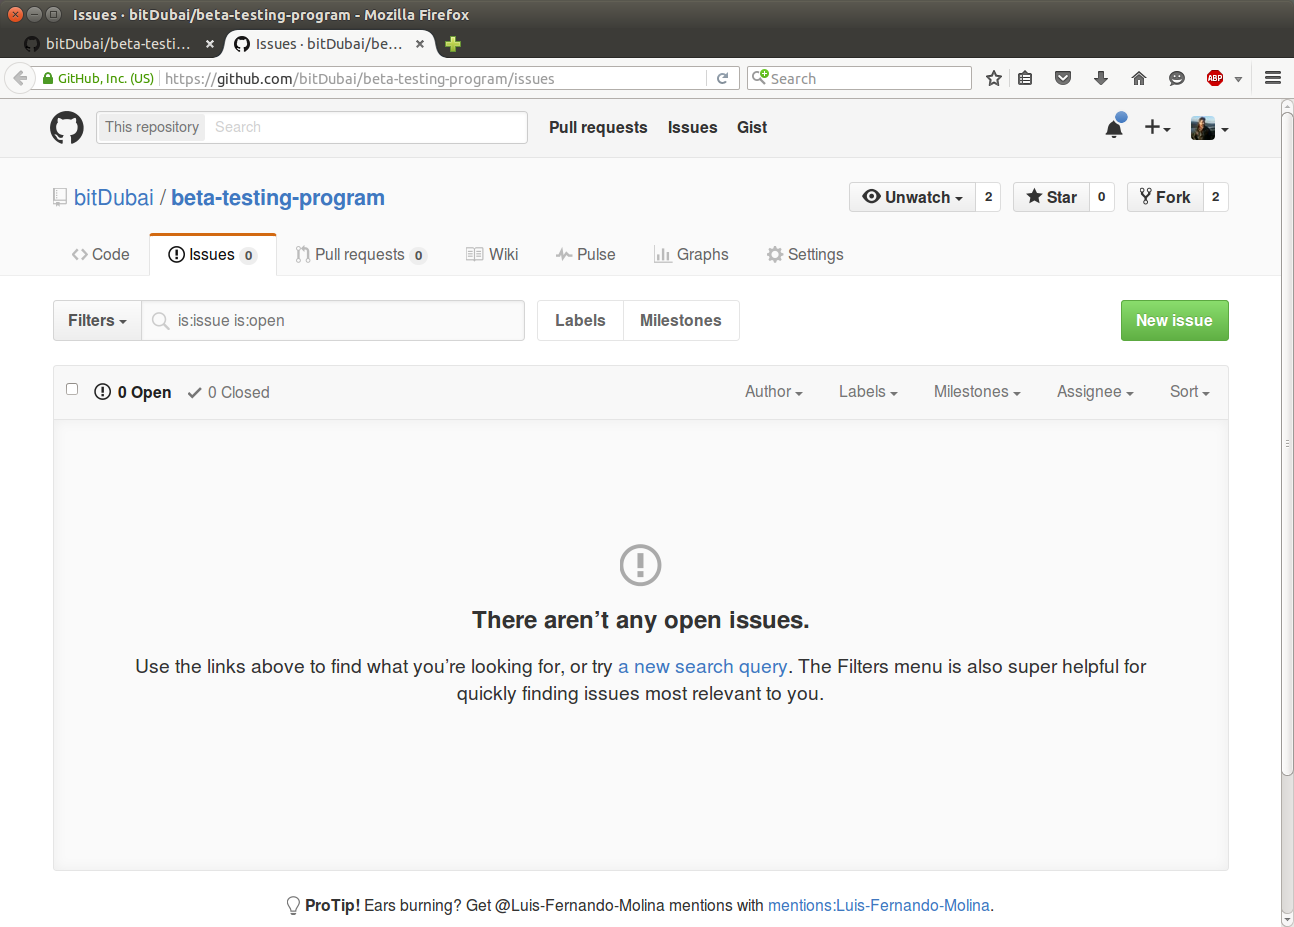 Issues · bitDubai/beta-testing-program - Mozilla Firefox
bitDubai/beta-testi... Issues · bitDubai/be...
GitHub, Inc. (US) https://github.com/bitDubai/beta-testing-program/issues Search ABP
This repository Search Pull requests Issues Gist
bitDubai / beta-testing-program Unwatch 2 Star 0 Fork 2
Code Issues 0 Pull requests 0 Wiki Pulse Graphs Settings
Filters is:issue is:open Labels Milestones New issue
0 Open 0 Closed Author Labels Milestones Assignee Sort
There aren’t any open issues.
Use the links above to find what you’re looking for, or try a new search query. The Filters menu is also super helpful for
quickly finding issues most relevant to you.
ProTip! Ears burning? Get @Luis-Fernando-Molina mentions with mentions:Luis-Fernando-Molina.